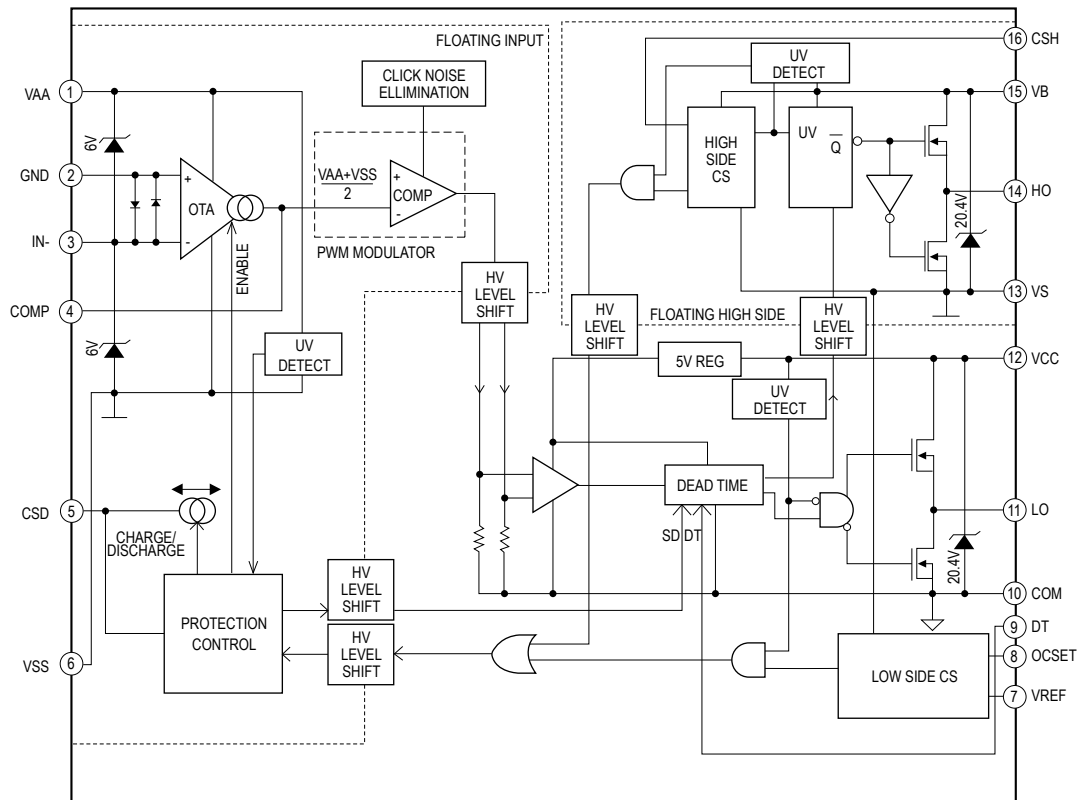 FLOATING INPUT
CLICK NOISE
ELLIMINATION
UV
DETECT
16 CSH
VAA 1
15 VB
6V
GND 2
+
OTA
-
IN- 3
ENABLE
VAA+VSS
2
+
COMP
-
PWM MODULATOR
HIGH
SIDE
CS
UV
Q
14 HO
20.4V
13 VS
COMP 4
HV
LEVEL
SHIFT
HV
LEVEL
SHIFT
FLOATING HIGH SIDE
HV
LEVEL
SHIFT
6V
UV
DETECT
5V REG
12 VCC
UV
DETECT
CSD 5
CHARGE/
DISCHARGE
DEAD TIME
SD DT
11 LO
20.4V
PROTECTION
CONTROL
HV
LEVEL
SHIFT
10 COM
9 DT
HV
LEVEL
SHIFT
VSS 6
LOW SIDE CS
8 OCSET
7 VREF